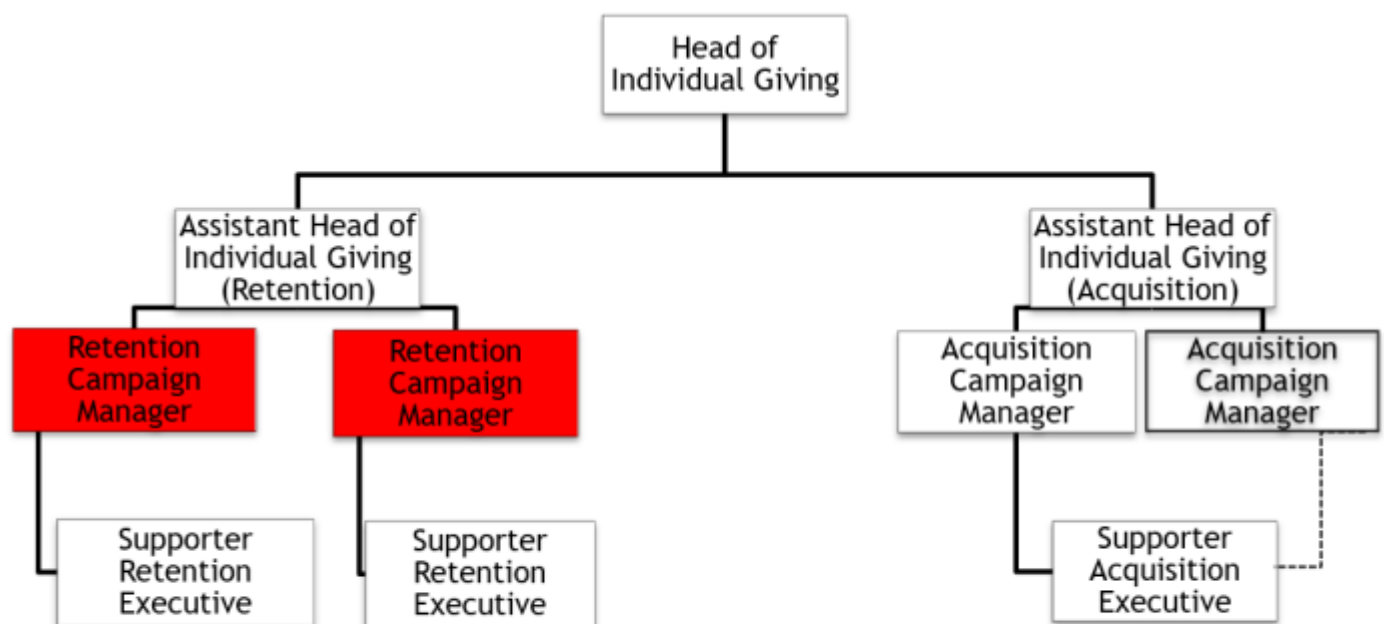 Head of
Individual Giving
Assistant Head of
Individual Giving
(Retention)
Assistant Head of
Individual Giving
(Acquisition)
Retention
Campaign
Manager
Retention
Campaign
Manager
Acquisition
Campaign
Manager
Acquisition
Campaign
Manager
Supporter
Retention
Executive
Supporter
Retention
Executive
Supporter
Acquisition
Executive